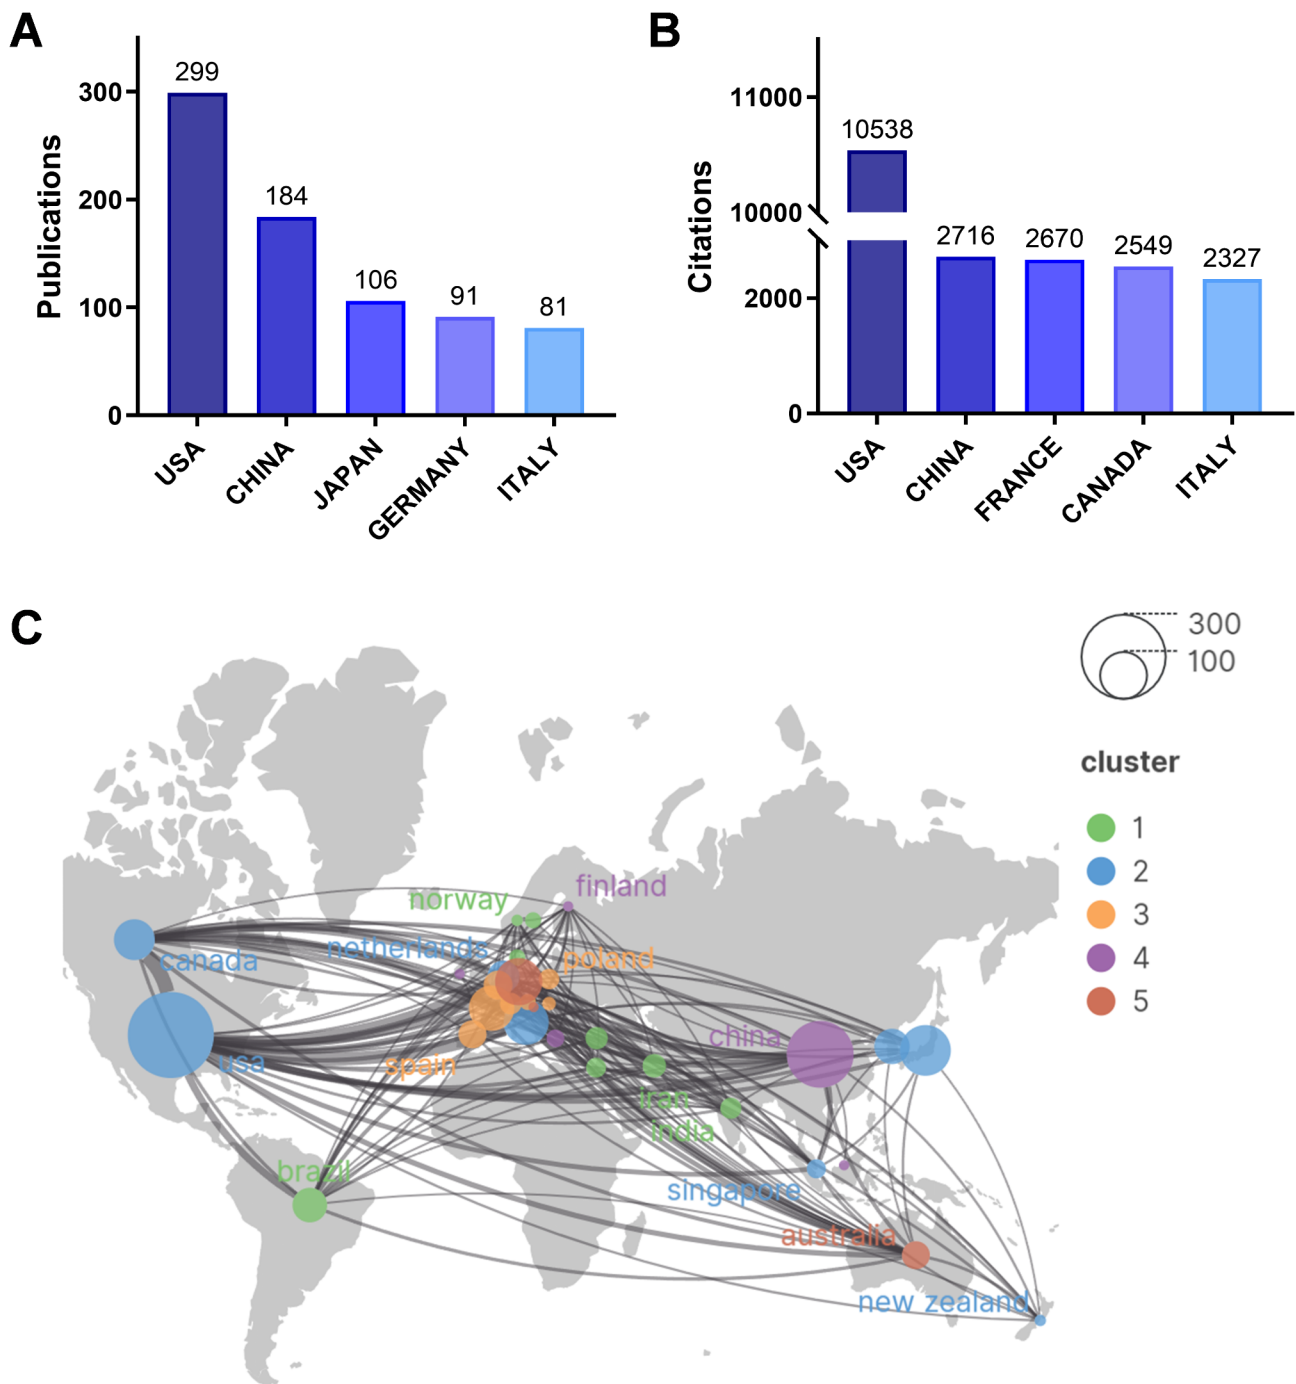 A
Publications
300
200
100
0
299
184
106
91
81
USA
CHINA
JAPAN
GERMANY
ITALY
B
Citations
11000
10000
2000
0
10538
2716
2670
2549
2327
USA
CHINA
FRANCE
CANADA
ITALY
C
300
100
cluster
1
2
3
4
5
finland
norway
netherlands
poland
canada
china
usa
spain
iran
india
brazil
singapore
australia
new zealand